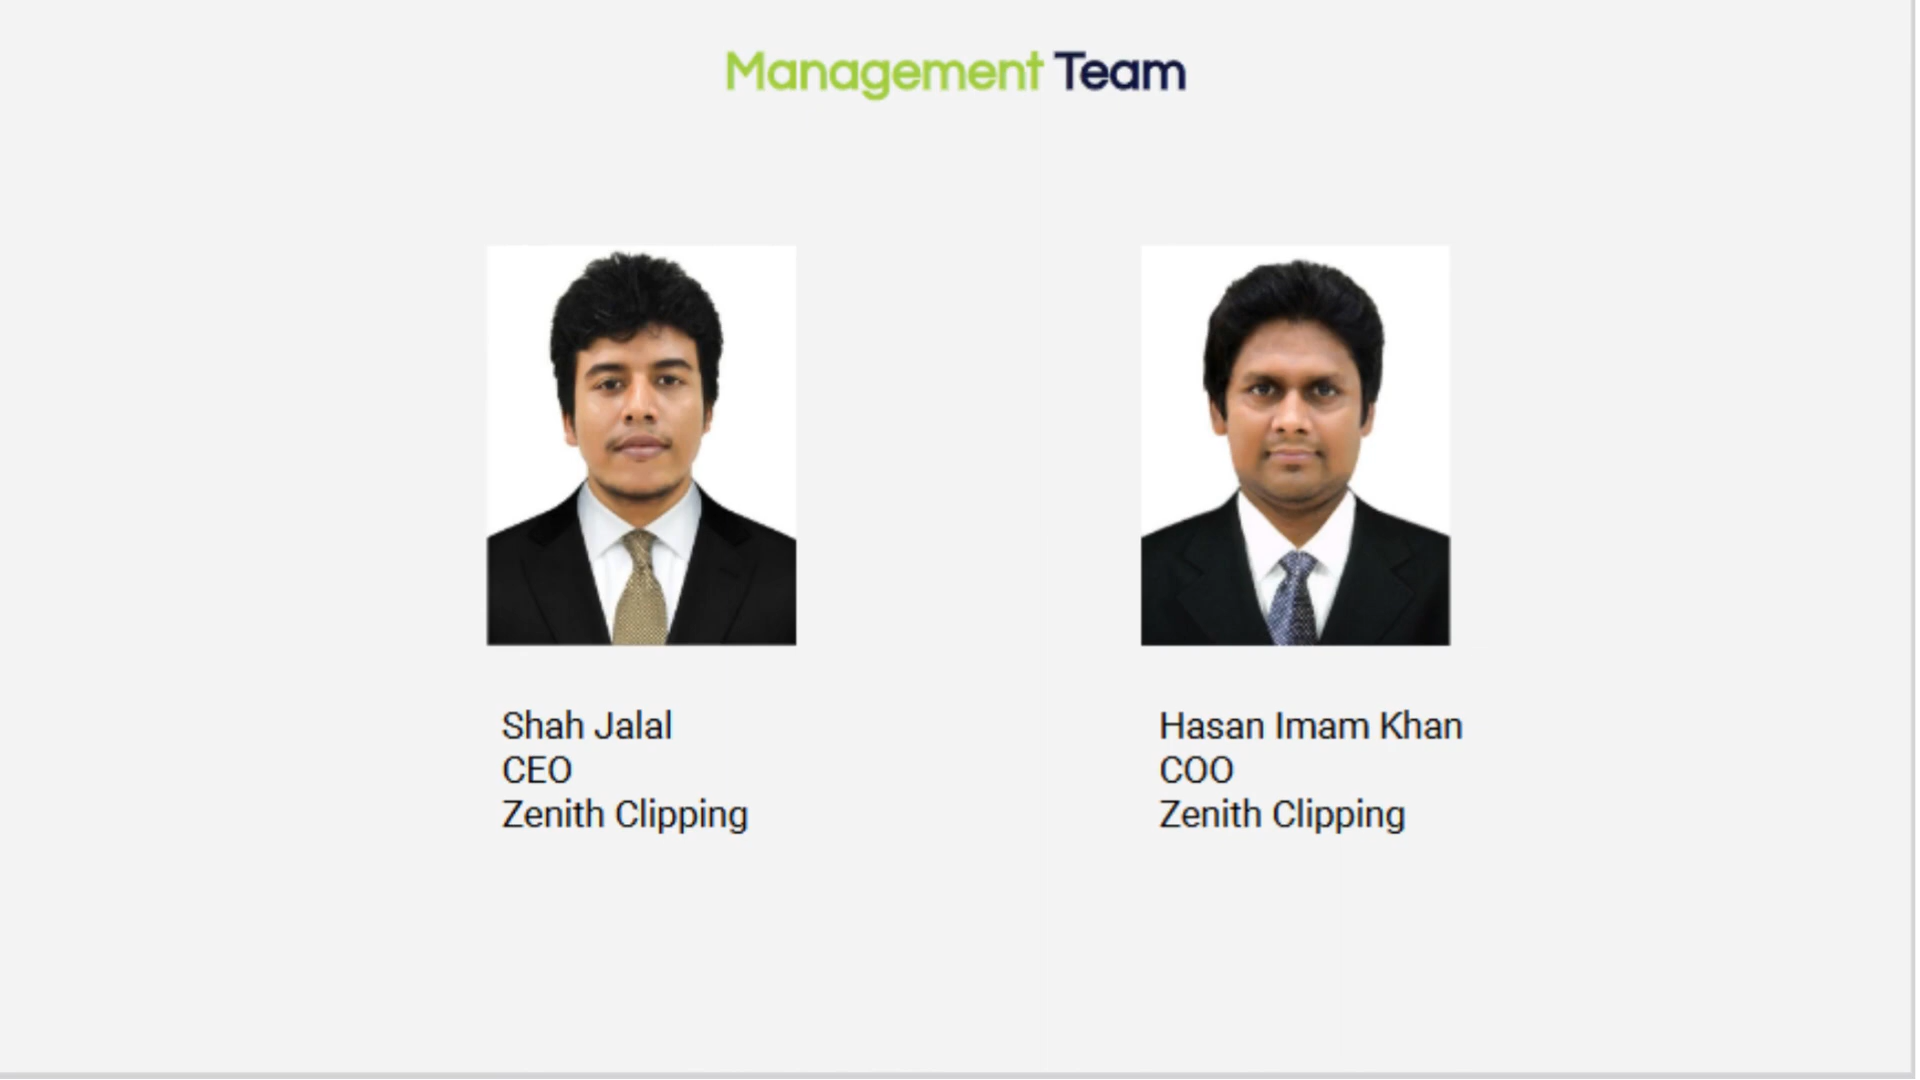 Management Team
Shah Jalal
CEO
Zenith Clipping
Hasan Imam Khan
COO
Zenith Clipping